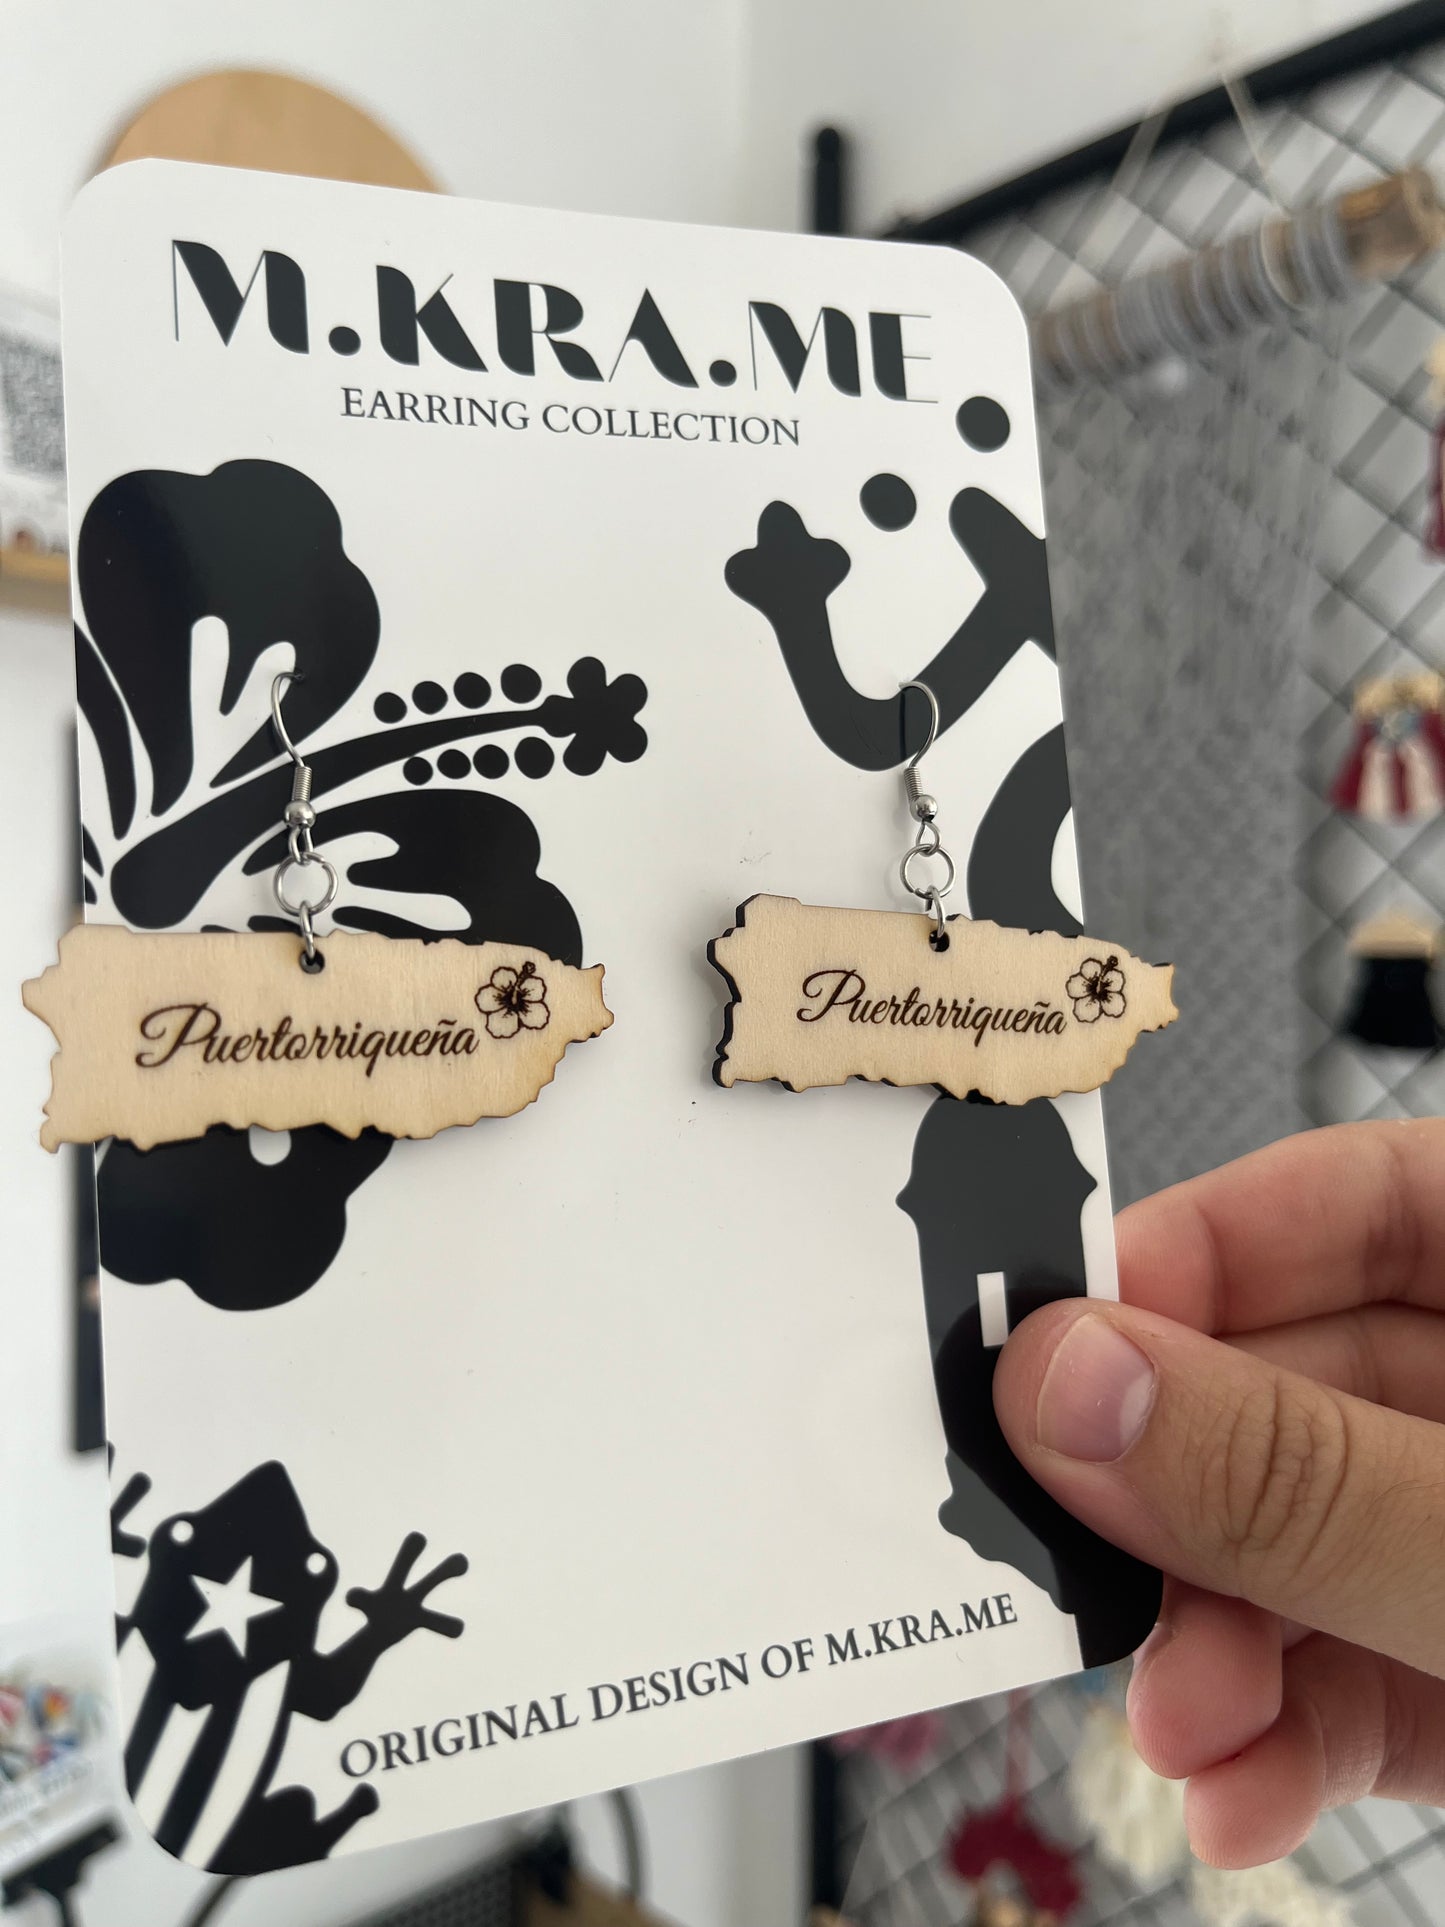 M.KRA.ME
EARRING COLLECTION
Puertorriqueña
Puertorriqueña
ORIGINAL DESIGN OF M.KRA.ME